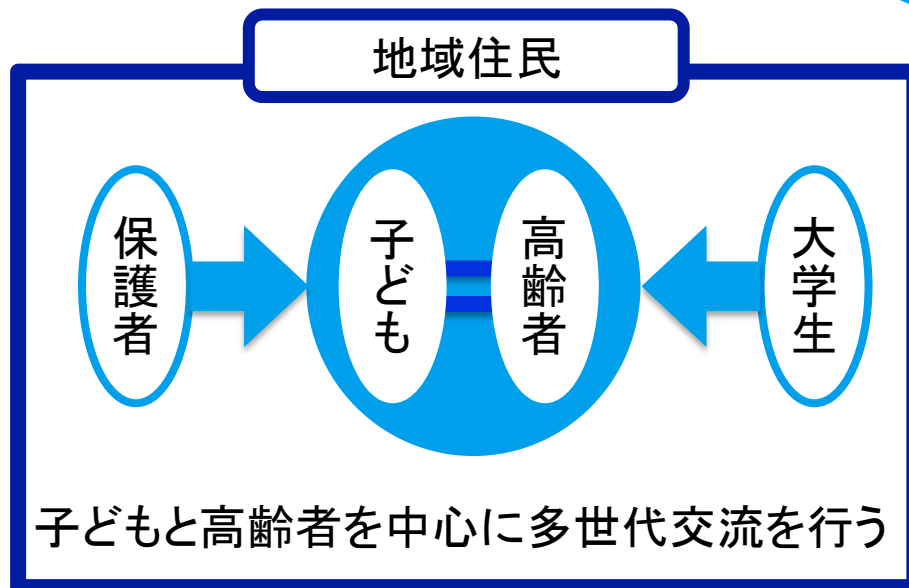 地域住民
保護者
子ども
高齢者
大学生
子どもと高齢者を中心に多世代交流を行う